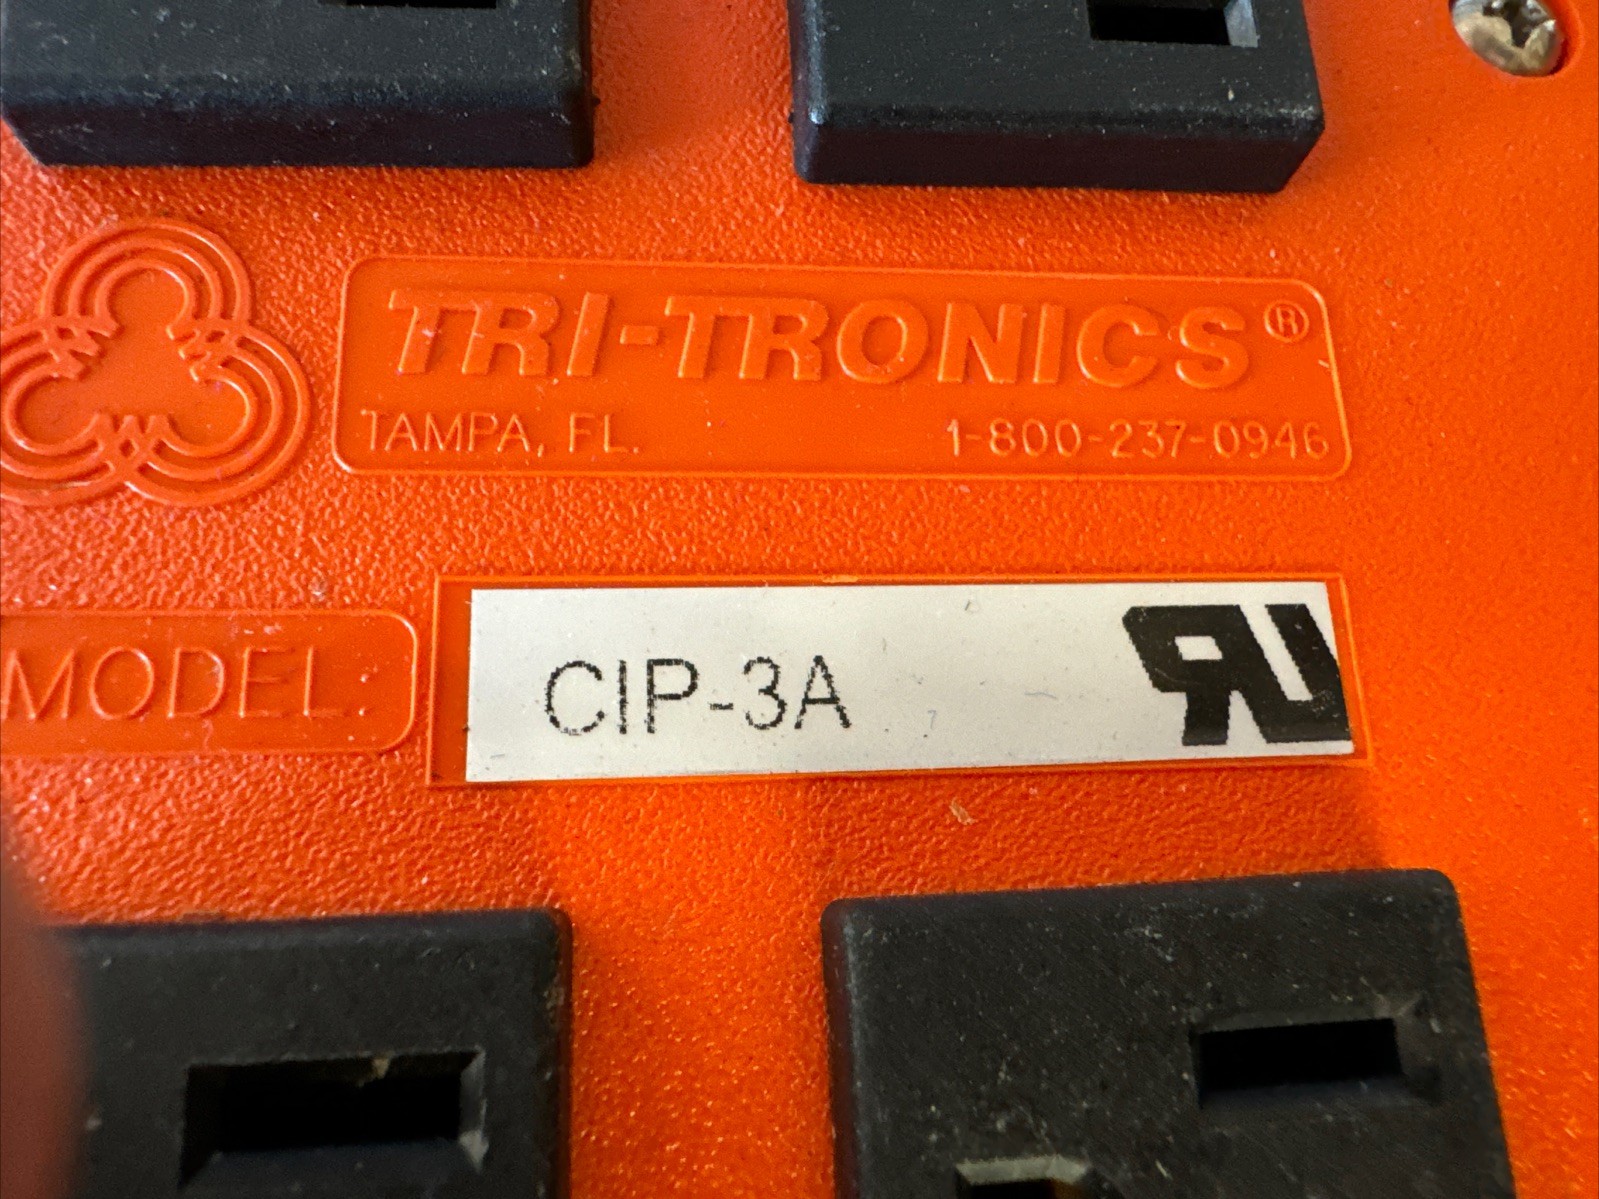 TRI-TRONICS®
TAMPA, FL. 1-800-237-0946
MODEL.
CIP-3A